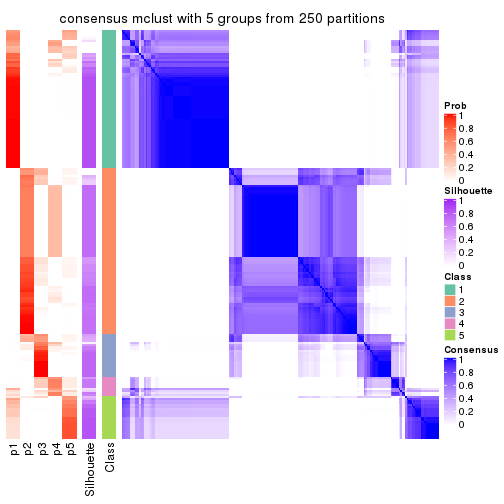 consensus mclust with 5 groups from 250 partitions
Prob
1
0.8
0.6
0.4
0.2
0
Silhouette
1
0.8
0.6
0.4
0.2
0
Class
1
2
3
4
5
Consensus
1
0.8
0.6
0.4
0.2
0
p1
p2
p3
p4
p5
Silhouette
Class